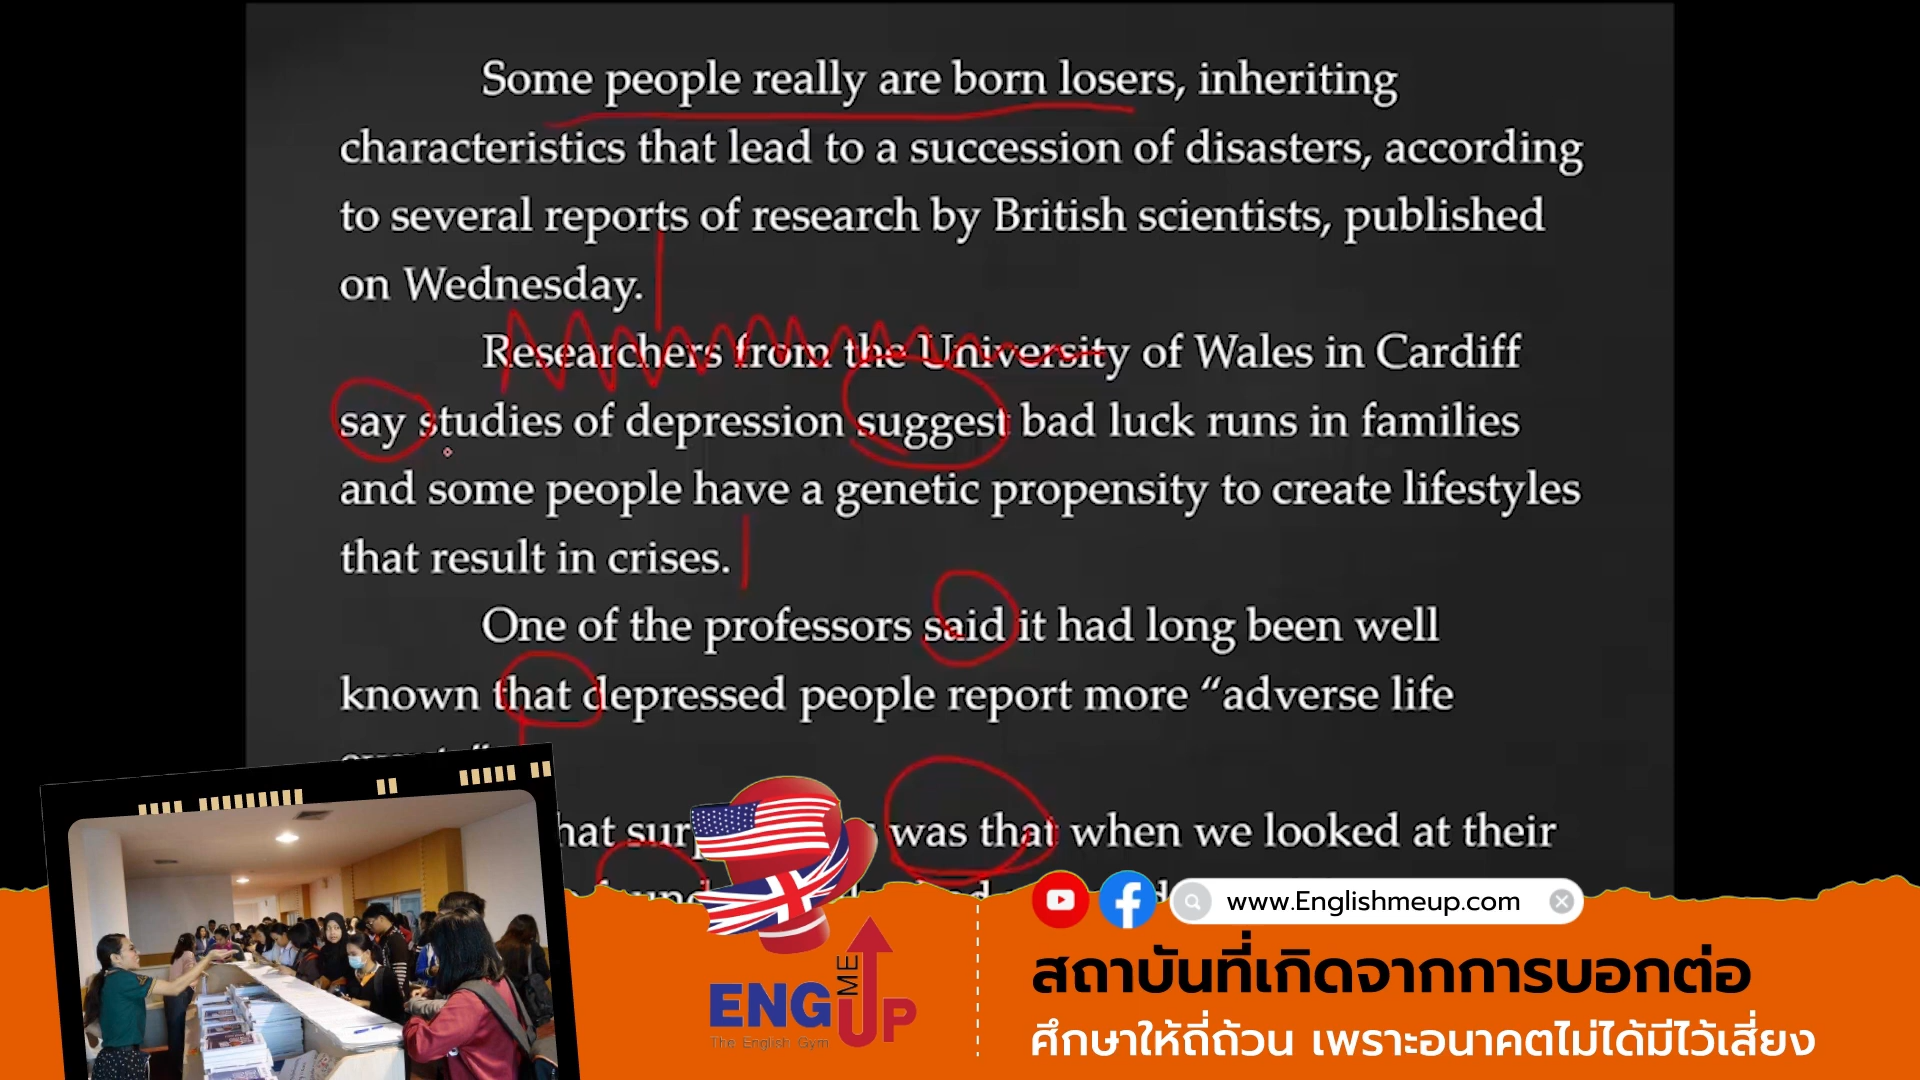 Some people really are born losers, inheriting
characteristics that lead to a succession of disasters, according
to several reports of research by British scientists, published
on Wednesday.
Researchers from the University of Wales in Cardiff
say studies of depression suggest bad luck runs in families
and some people have a genetic propensity to create lifestyles
that result in crises.
One of the professors said it had long been well
known that depressed people report more “adverse life
was that when we looked at their
www.Englishmeup.com
ENG ME UP
The English Gym
สถาบันที่เกิดจากการบอกต่อ
ศึกษาให้ถี่ถ้วน เพราะอนาคตไม่ได้มีไว้เสี่ยง